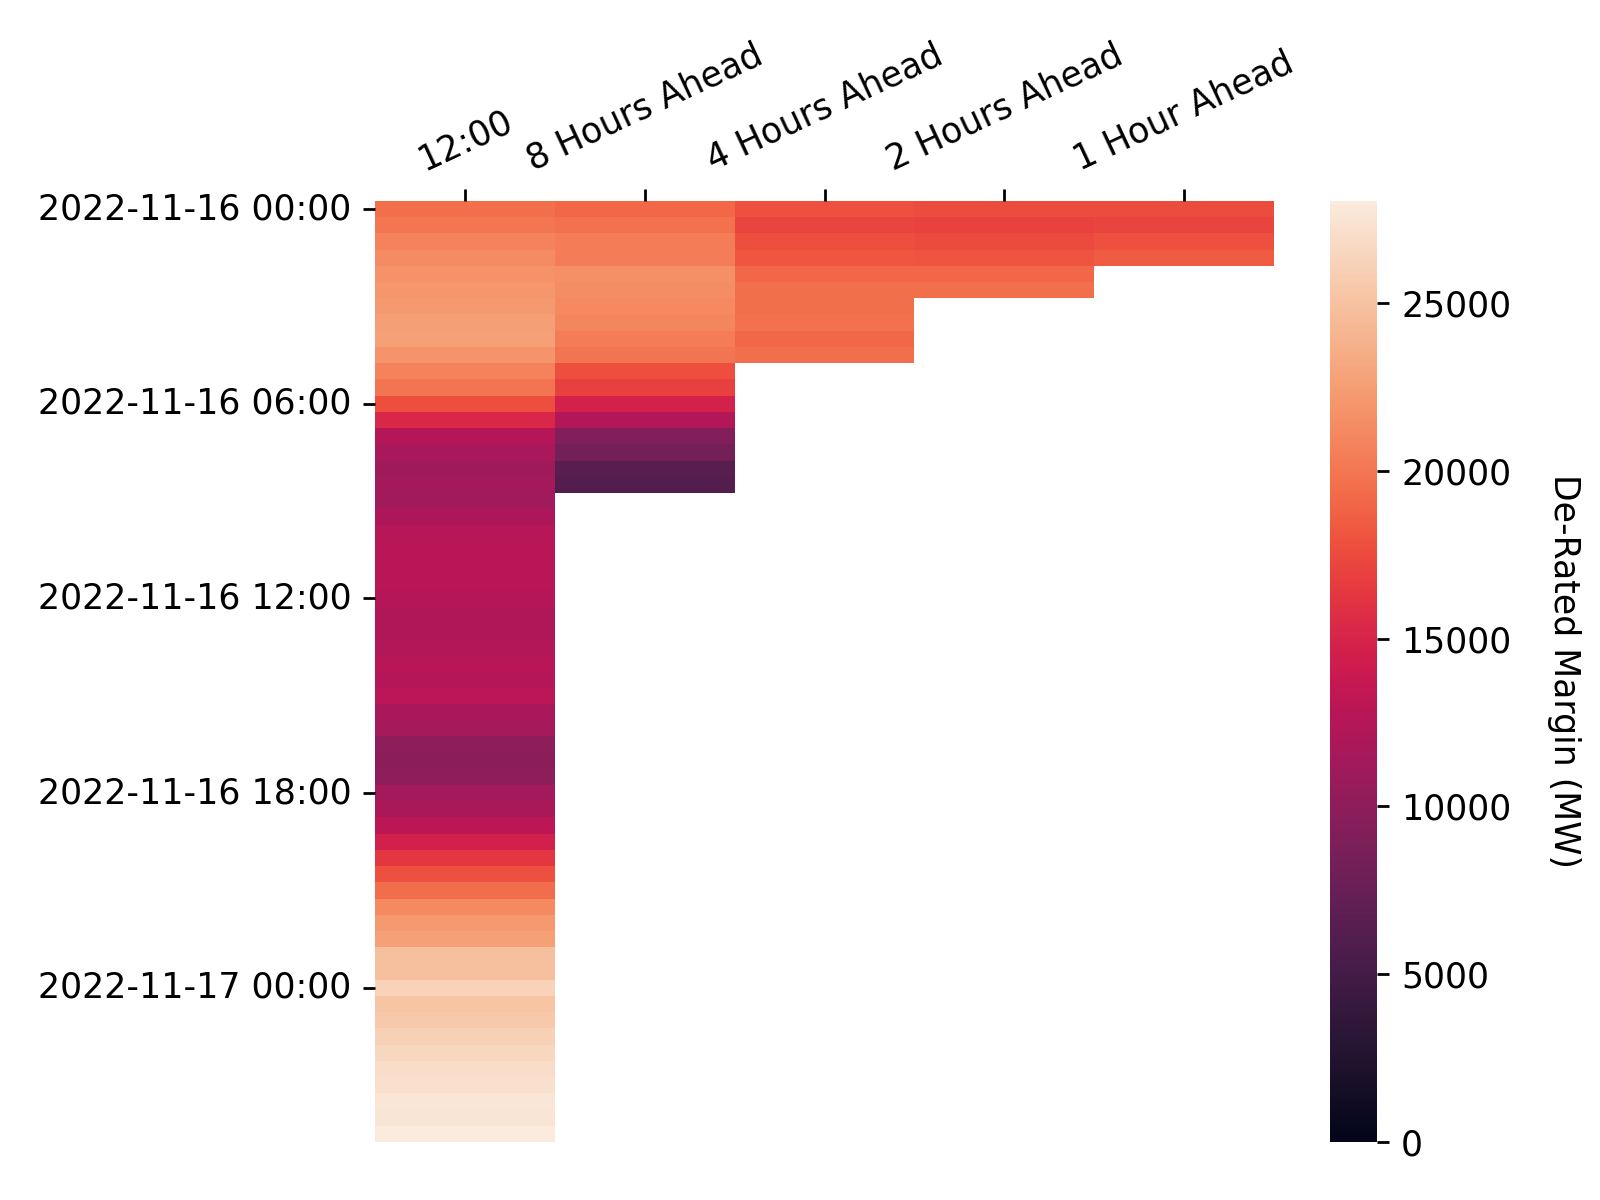 12:00
8 Hours Ahead
4 Hours Ahead
2 Hours Ahead
1 Hour Ahead
2022-11-16 00:00
2022-11-16 06:00
2022-11-16 12:00
2022-11-16 18:00
2022-11-17 00:00
25000
20000
15000
10000
5000
0
De-Rated Margin (MW)